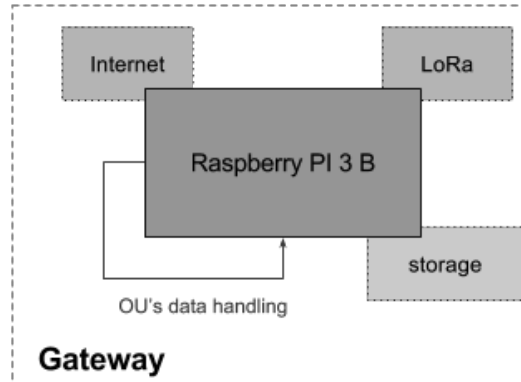 Internet
LoRa
Raspberry PI 3 B
storage
OU's data handling
Gateway